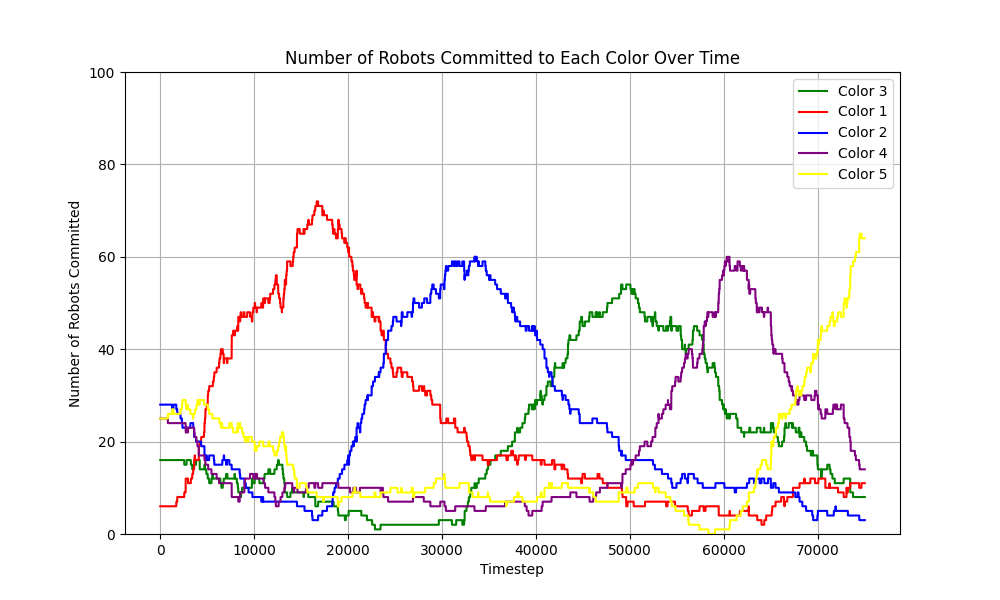 Number of Robots Committed to Each Color Over Time
100
80
60
40
20
0
Number of Robots Committed
Color 3
Color 1
Color 2
Color 4
Color 5
0 10000 20000 30000 40000 50000 60000 70000
Timestep